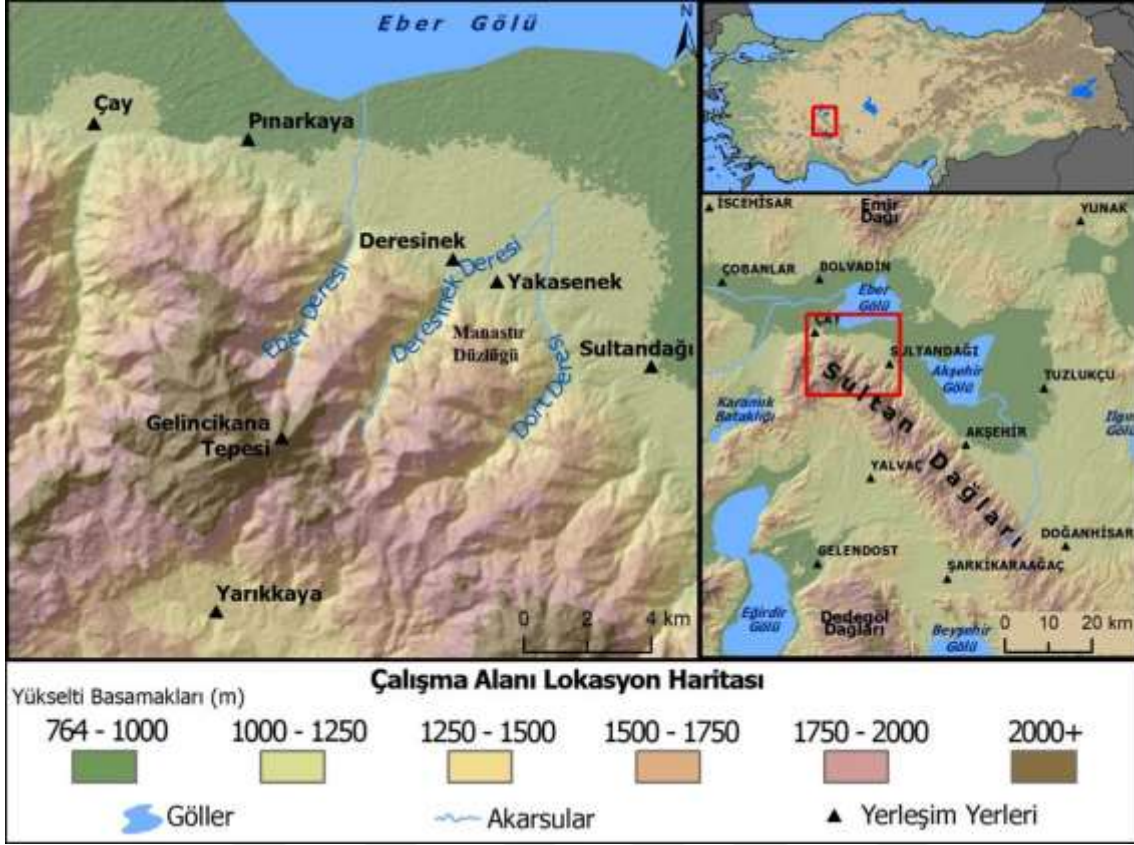 Eber Gölü
N
Çay
Pınarkaya
Deresinek
Yakasenek
Eber Deresi
Deresinek Deresi
Manastır
Düzlüğü
Sultandağı
Dört Deresi
Gelincikana
Tepesi
Yarıkkaya
0 2 4 km
İSCEHİSAR
Emir
Dağı
YUNAK
ÇOBANLAR
BOLVADİN
Eber
Gölü
ÇAY
SULTANDAĞI
Akşehir
Gölü
TUZLUKÇU
Karamık
Bataklığı
Ilgın
Gölü
Sultan Dağları
AKŞEHİR
YALVAÇ
DOĞANHİSAR
GELENDOST
ŞARKİKARAAĞAÇ
Eğirdir
Gölü
Dedegöl
Dağları
Beyşehir
Gölü
0 10 20 km
Çalışma Alanı Lokasyon Haritası
Yükselti Basamakları (m)
764 - 1000 1000 - 1250 1250 - 1500 1500 - 1750 1750 - 2000 2000+
Göller Akarsular Yerleşim Yerleri